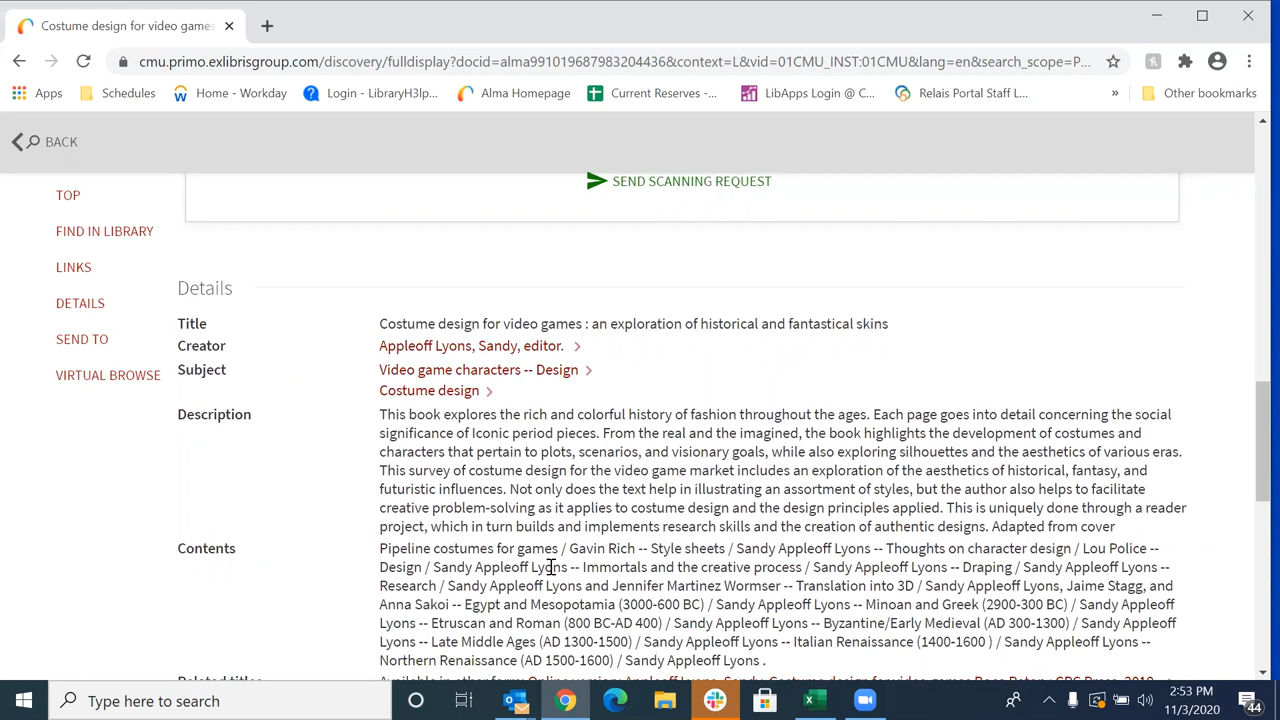 Costume design for video games
cmu.primo.exlibrisgroup.com/discovery/fulldisplay?docid=alma991019687983204436&context=L&vid=01CMU_INST:01CMU&lang=en&search_scope=P...
Apps Schedules Home - Workday Login - LibraryH3lp... Alma Homepage Current Reserves -... LibApps Login @ C... Relais Portal Staff L... » Other bookmarks
BACK
SEND SCANNING REQUEST
TOP
FIND IN LIBRARY
LINKS
DETAILS
SEND TO
VIRTUAL BROWSE
Details
Title Costume design for video games : an exploration of historical and fantastical skins
Creator Appleoff Lyons, Sandy, editor.
Subject Video game characters -- Design
Costume design
Description This book explores the rich and colorful history of fashion throughout the ages. Each page goes into detail concerning the social
significance of Iconic period pieces. From the real and the imagined, the book highlights the development of costumes and
characters that pertain to plots, scenarios, and visionary goals, while also exploring silhouettes and the aesthetics of various eras.
This survey of costume design for the video game market includes an exploration of the aesthetics of historical, fantasy, and
futuristic influences. Not only does the text help in illustrating an assortment of styles, but the author also helps to facilitate
creative problem-solving as it applies to costume design and the design principles applied. This is uniquely done through a reader
project, which in turn builds and implements research skills and the creation of authentic designs. Adapted from cover
Contents Pipeline costumes for games / Gavin Rich -- Style sheets / Sandy Appleoff Lyons -- Thoughts on character design / Lou Police --
Design / Sandy Appleoff Lyons -- Immortals and the creative process / Sandy Appleoff Lyons -- Draping / Sandy Appleoff Lyons --
Research / Sandy Appleoff Lyons and Jennifer Martinez Wormser -- Translation into 3D / Sandy Appleoff Lyons, Jaime Stagg, and
Anna Sakoi -- Egypt and Mesopotamia (3000-600 BC) / Sandy Appleoff Lyons -- Minoan and Greek (2900-300 BC) / Sandy Appleoff
Lyons -- Etruscan and Roman (800 BC-AD 400) / Sandy Appleoff Lyons -- Byzantine/Early Medieval (AD 300-1300) / Sandy Appleoff
Lyons -- Late Middle Ages (AD 1300-1500) / Sandy Appleoff Lyons -- Italian Renaissance (1400-1600 ) / Sandy Appleoff Lyons --
Northern Renaissance (AD 1500-1600) / Sandy Appleoff Lyons .
Type here to search
2:53 PM
11/3/2020
44